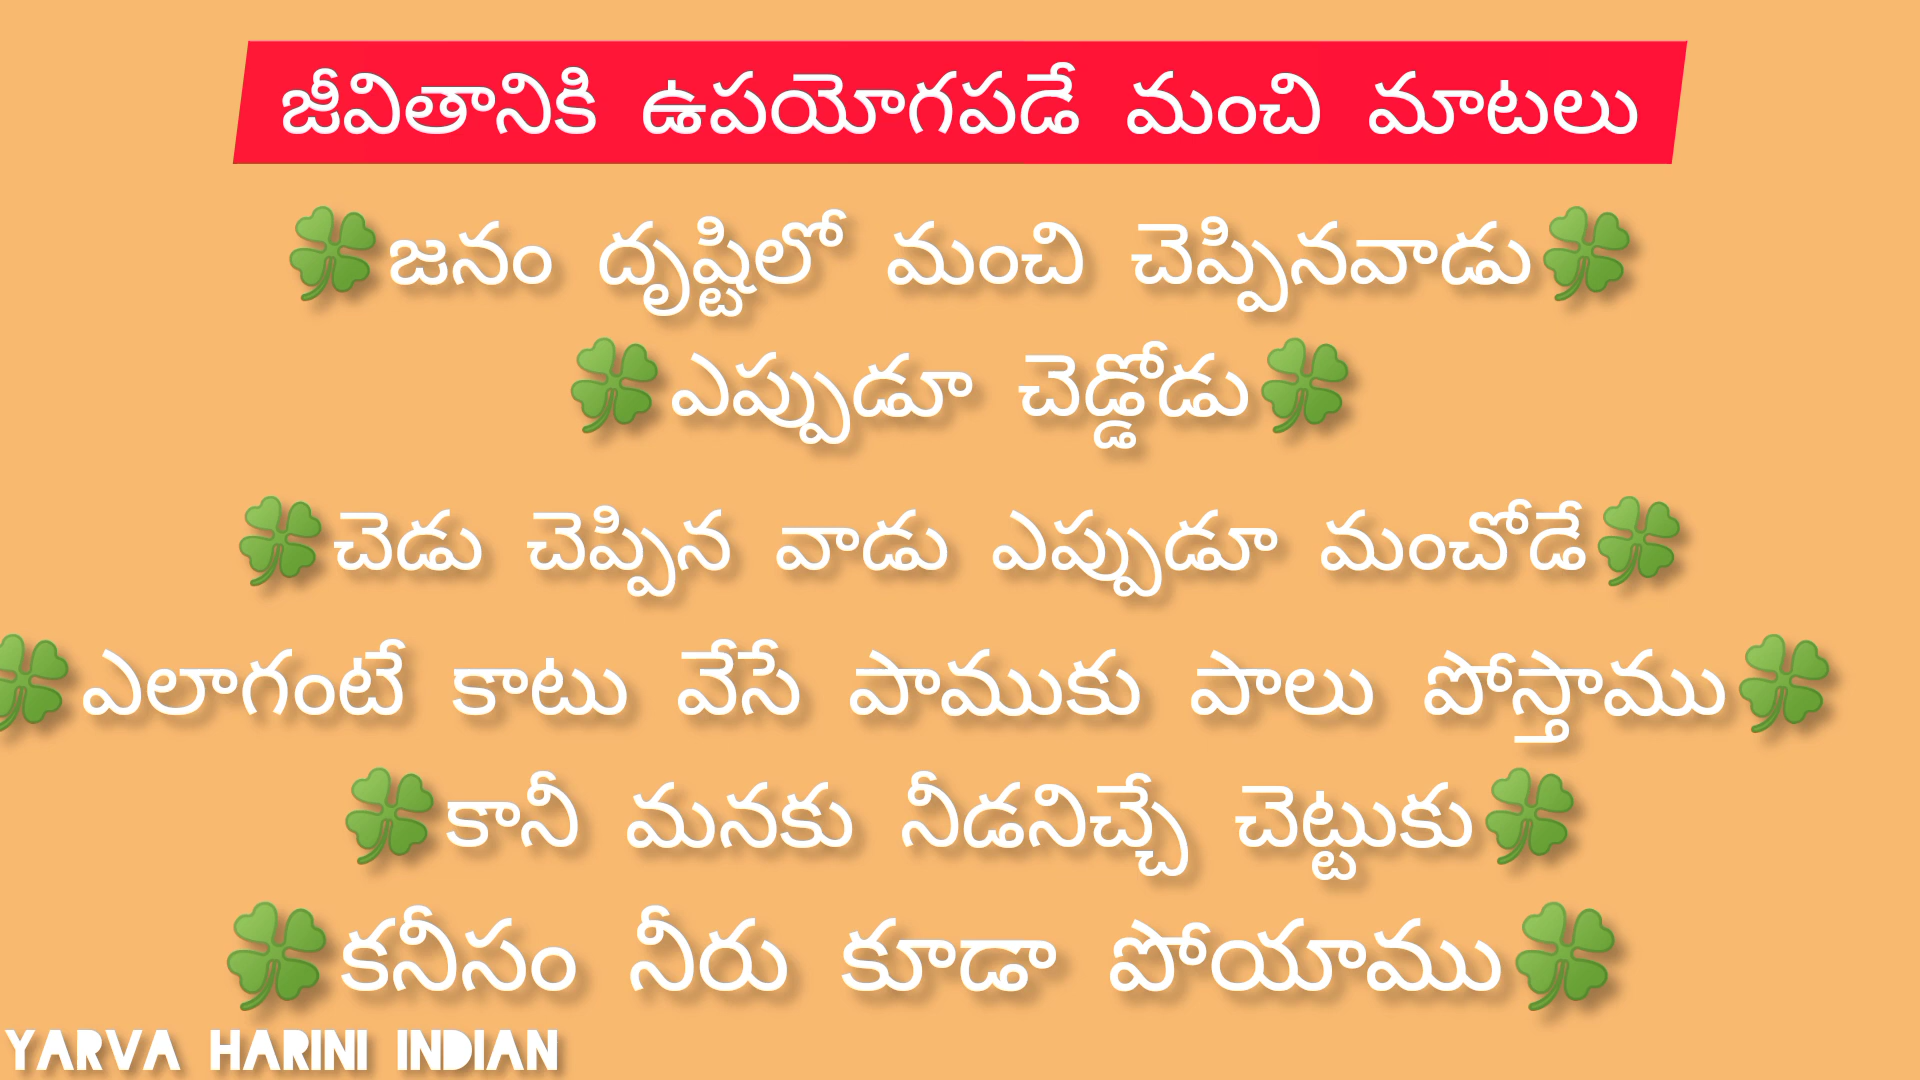 జీవితానికి ఉపయోగపడే మంచి మాటలు
🍀జనం దృష్టిలో మంచి చెప్పినవాడు🍀
🍀ఎప్పుడూ చెడ్డోడు🍀
🍀చెడు చెప్పిన వాడు ఎప్పుడూ మంచోడే🍀
🍀ఎలాగంటే కాటు వేసే పాముకు పాలు పోస్తాము🍀
🍀కానీ మనకు నీడనిచ్చే చెట్టుకు🍀
🍀కనీసం నీరు కూడా పోయాము🍀
YARVA HARINI INDIAN